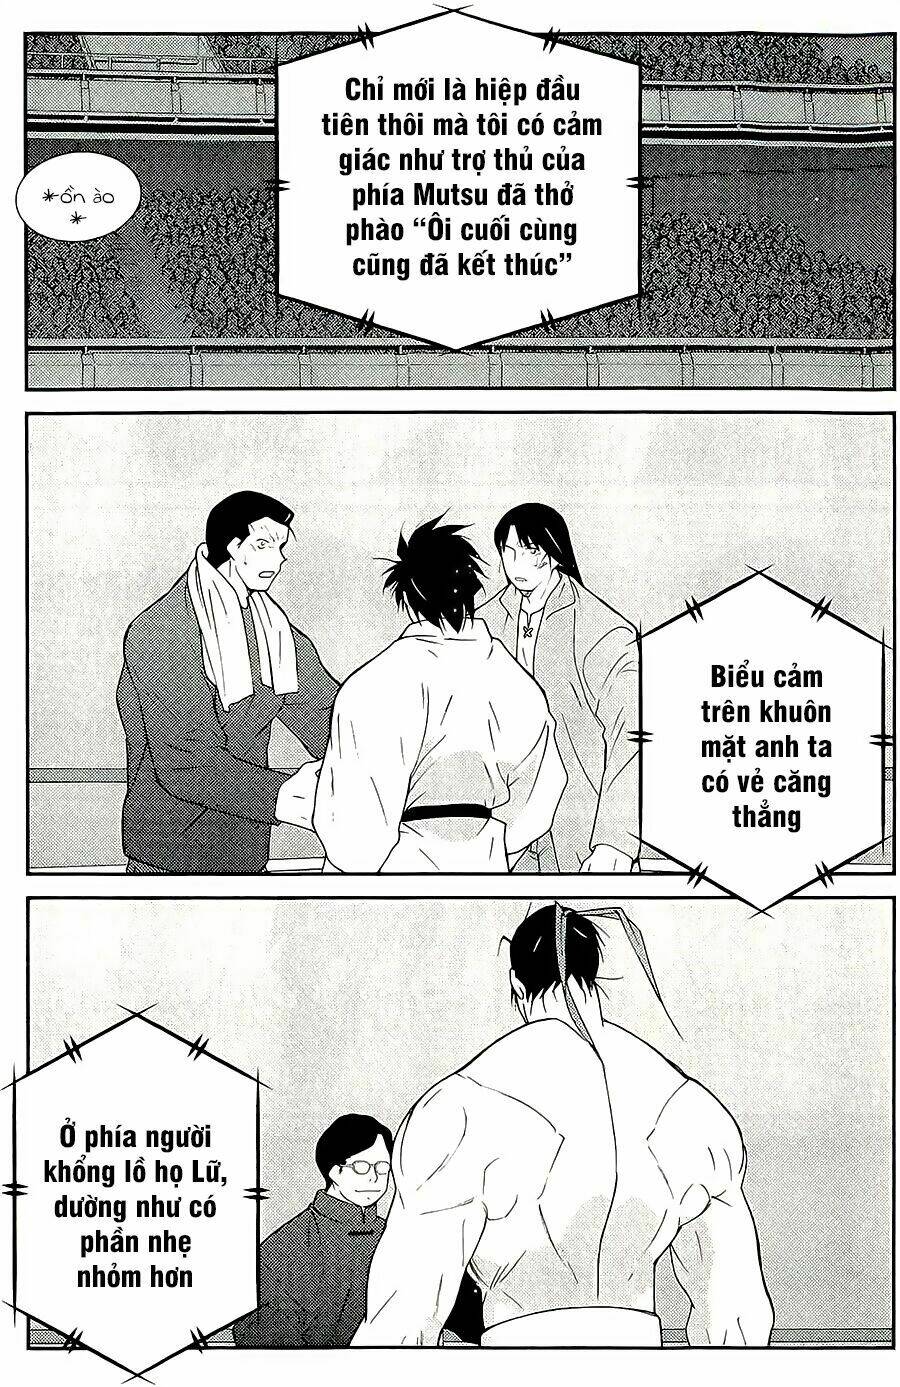 Chỉ mới là hiệp đầu
tiên thôi mà tôi có cảm
giác như trợ thủ của
phía Mutsu đã thở
phào “Ôi cuối cùng
cũng đã kết thúc”
*ồn ào
*
Biểu cảm
trên khuôn
mặt anh ta
có vẻ căng
thẳng
Ở phía người
khổng lồ họ Lữ,
dường như có
phần nhẹ
nhỏm hơn